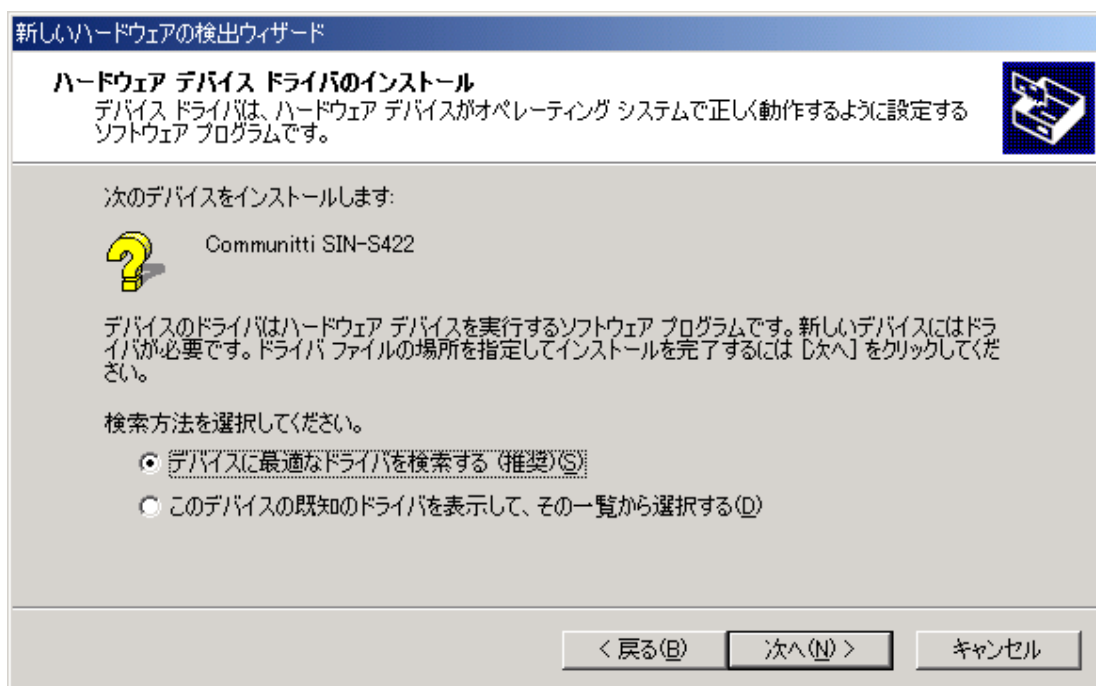 新しいハードウェアの検出ウィザード
ハードウェア デバイス ドライバのインストール
デバイス ドライバは、ハードウェア デバイスがオペレーティング システムで正しく動作するように設定する
ソフトウェア プログラムです。
次のデバイスをインストールします:
Communitti SIN-S422
デバイスのドライバはハードウェア デバイスを実行するソフトウェア プログラムです。新しいデバイスにはドラ
イバが必要です。ドライバ ファイルの場所を指定してインストールを完了するには [次へ] をクリックしてくだ
さい。
検索方法を選択してください。
デバイスに最適なドライバを検索する (推奨)(S)
このデバイスの既知のドライバを表示して、その一覧から選択する(D)
< 戻る(B) 次へ(N) > キャンセル